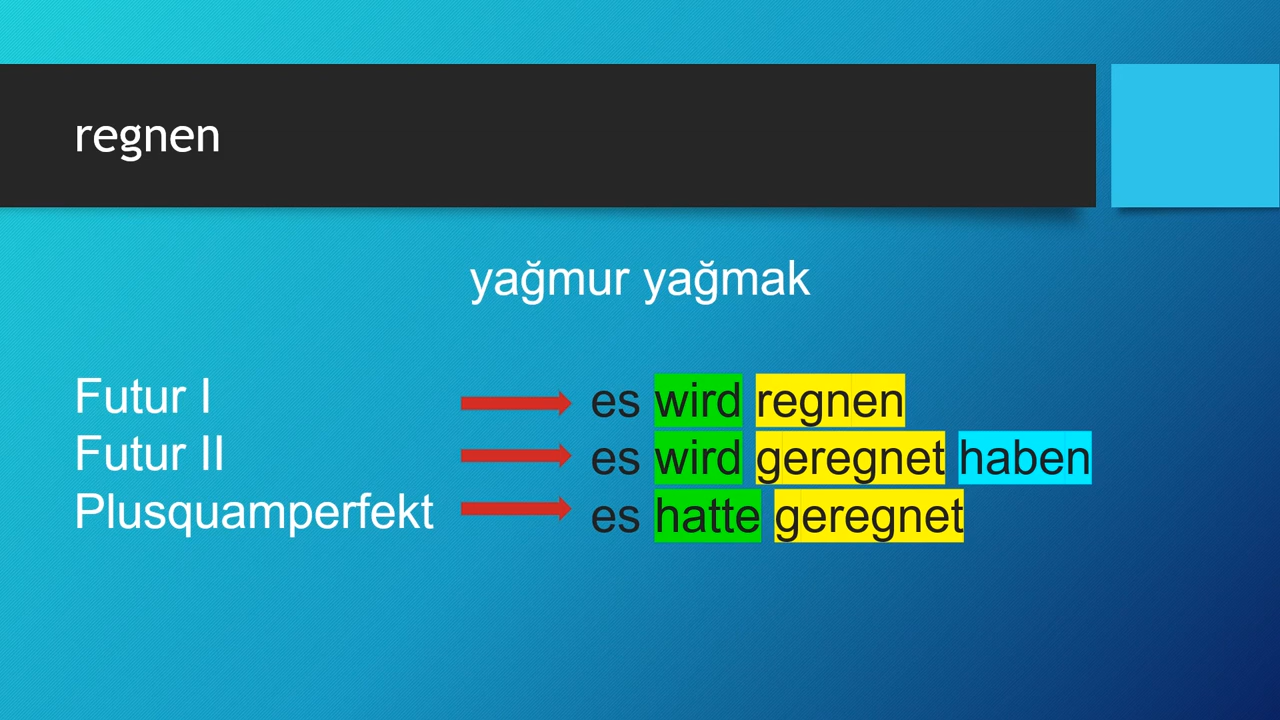 regnen
yağmur yağmak
Futur I es wird regnen
Futur II es wird geregnet haben
Plusquamperfekt es hatte geregnet